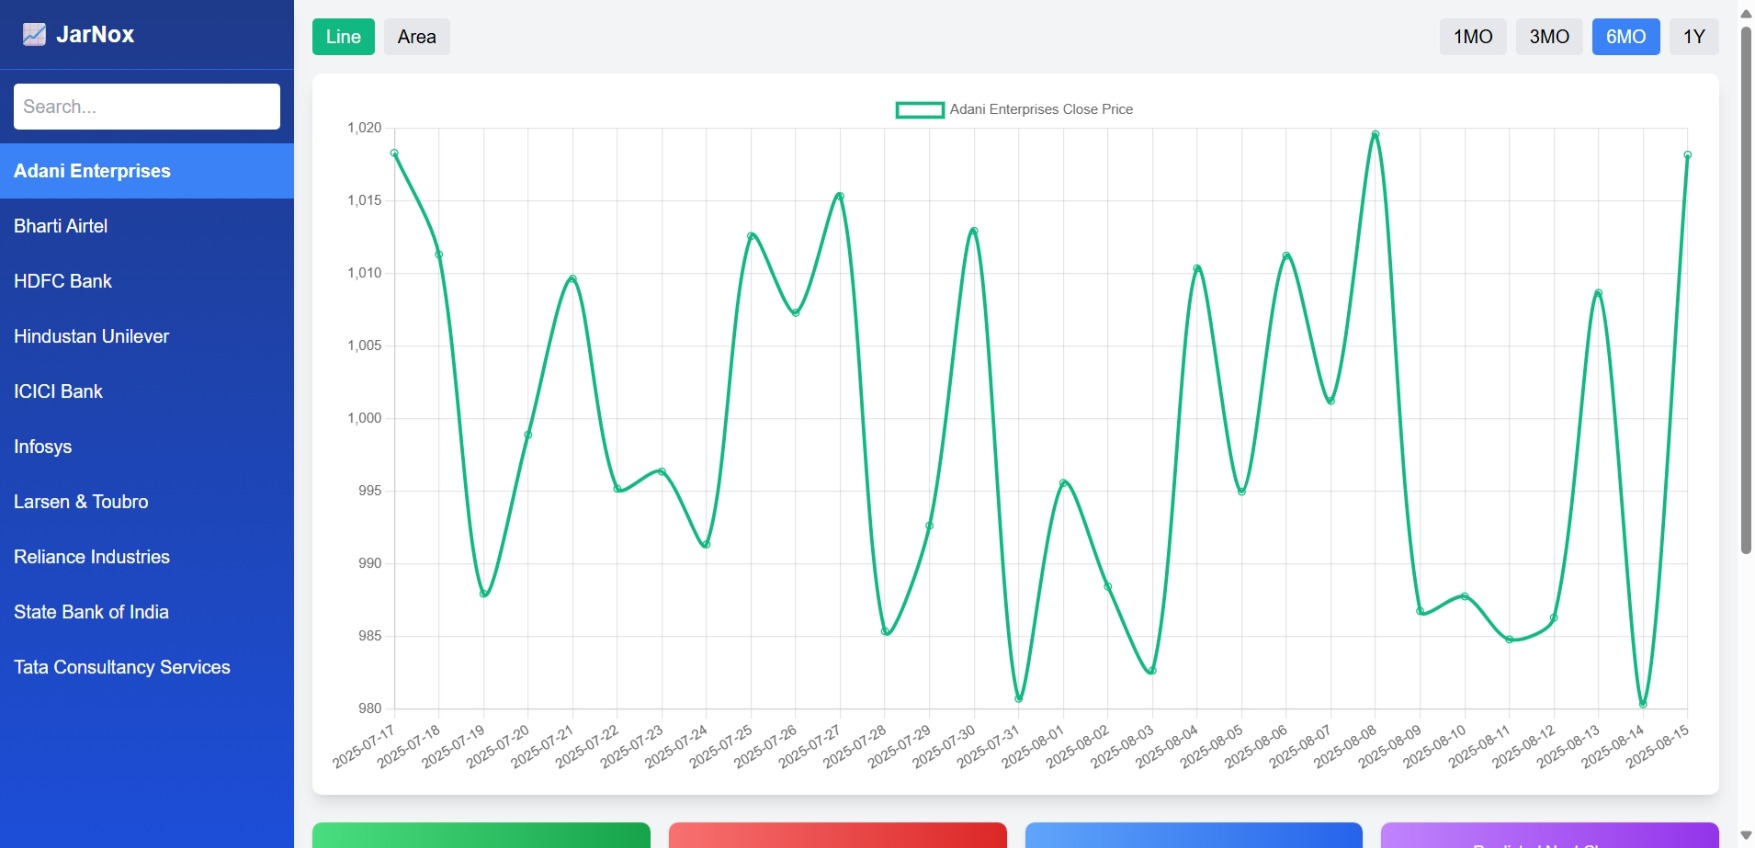 JarNox
Search...
Adani Enterprises
Bharti Airtel
HDFC Bank
Hindustan Unilever
ICICI Bank
Infosys
Larsen & Toubro
Reliance Industries
State Bank of India
Tata Consultancy Services
Line Area 1MO 3MO 6MO 1Y
Adani Enterprises Close Price
1,020
1,015
1,010
1,005
1,000
995
990
985
980
2025-07-17
2025-07-18
2025-07-19
2025-07-20
2025-07-21
2025-07-22
2025-07-23
2025-07-24
2025-07-25
2025-07-26
2025-07-27
2025-07-28
2025-07-29
2025-07-30
2025-07-31
2025-08-01
2025-08-02
2025-08-03
2025-08-04
2025-08-05
2025-08-06
2025-08-07
2025-08-08
2025-08-09
2025-08-10
2025-08-11
2025-08-12
2025-08-13
2025-08-14
2025-08-15